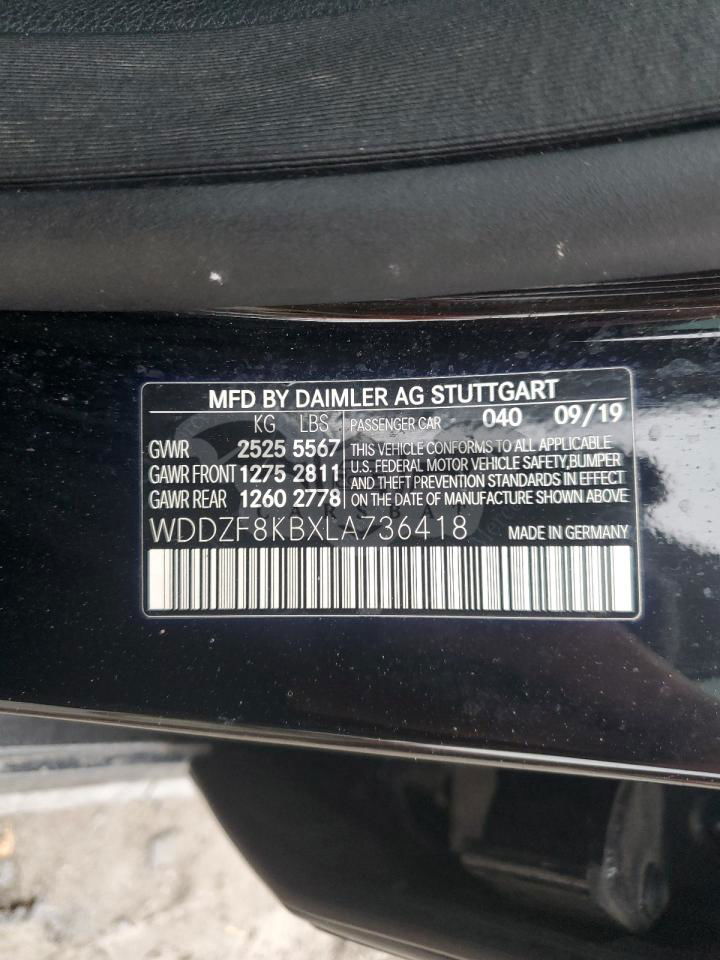 MFD BY DAIMLER AG STUTTGART
KG LBS PASSENGER CAR 040 09/19
GVWR 2525 5567 THIS VEHICLE CONFORMS TO ALL APPLICABLE
GAWR FRONT 1275 2811 U.S. FEDERAL MOTOR VEHICLE SAFETY, BUMPER
AND THEFT PREVENTION STANDARDS IN EFFECT
GAWR REAR 1260 2778 ON THE DATE OF MANUFACTURE SHOWN ABOVE
CARSBAT
WDDZF8KBXLA736418 MADE IN GERMANY